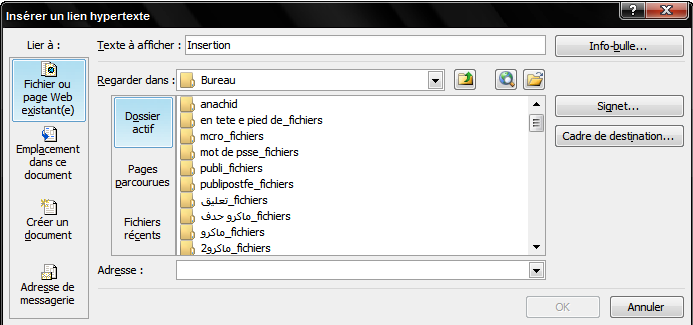 Insérer un lien hypertexte
Lier à :
Texte à afficher : Insertion
Info-bulle...
Fichier ou
page Web
existant(e)
Emplacement
dans ce
document
Créer un
document
Adresse de
messagerie
Regarder dans : Bureau
Dossier
actif
Pages
parcourues
Fichiers
récents
anachid
en tete e pied de_fichiers
mcro_fichiers
mot de psse_fichiers
publi_fichiers
publipostfe_fichiers
تعليق_fichiers
ماكرو حدف_fichiers
ماكرو_fichiers
ماكرو2_fichiers
Signet...
Cadre de destination...
Adresse :
OK
Annuler